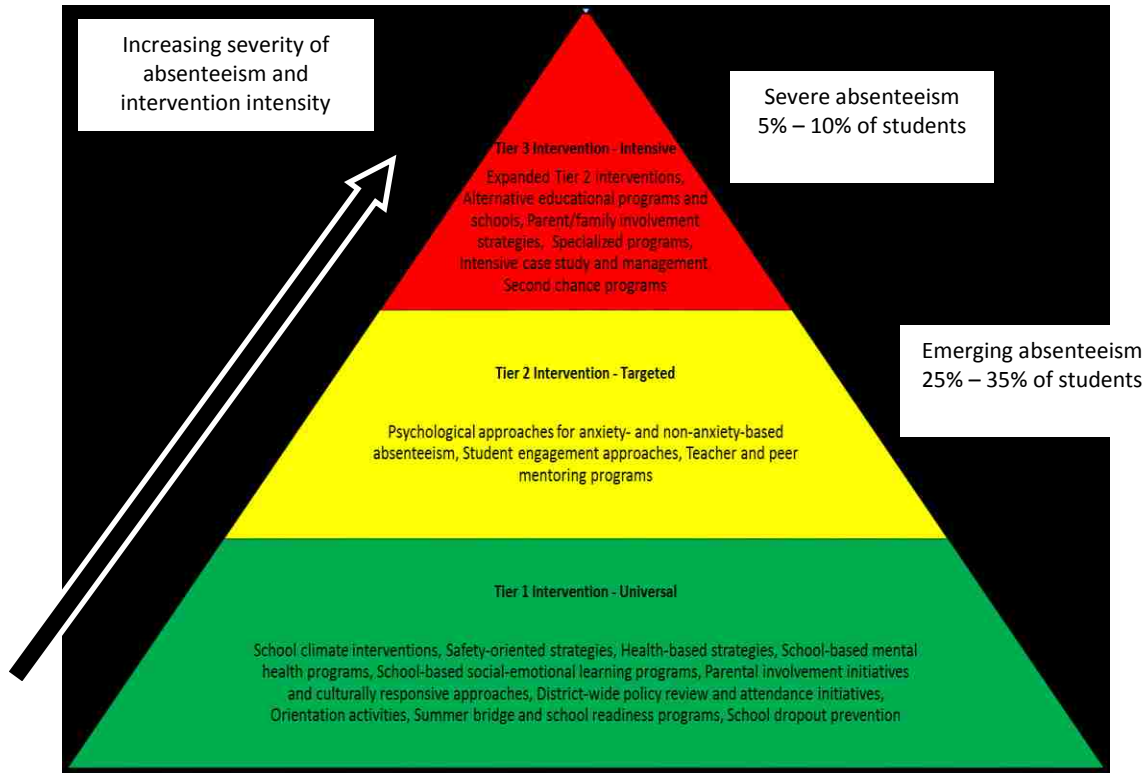 Increasing severity of
absenteeism and
intervention intensity
Severe absenteeism
5% – 10% of students
Tier 3 Intervention - Intensive
Expanded Tier 2 interventions,
Alternative educational programs and
schools, Parent/family involvement
strategies, Specialized programs,
Intensive case study and management
Second chance programs
Emerging absenteeism
25% – 35% of students
Tier 2 Intervention - Targeted
Psychological approaches for anxiety- and non-anxiety-based
absenteeism, Student engagement approaches, Teacher and peer
mentoring programs
Tier 1 Intervention - Universal
School climate interventions, Safety-oriented strategies, Health-based strategies, School-based mental
health programs, School-based social-emotional learning programs, Parental involvement initiatives
and culturally responsive approaches, District-wide policy review and attendance initiatives,
Orientation activities, Summer bridge and school readiness programs, School dropout prevention